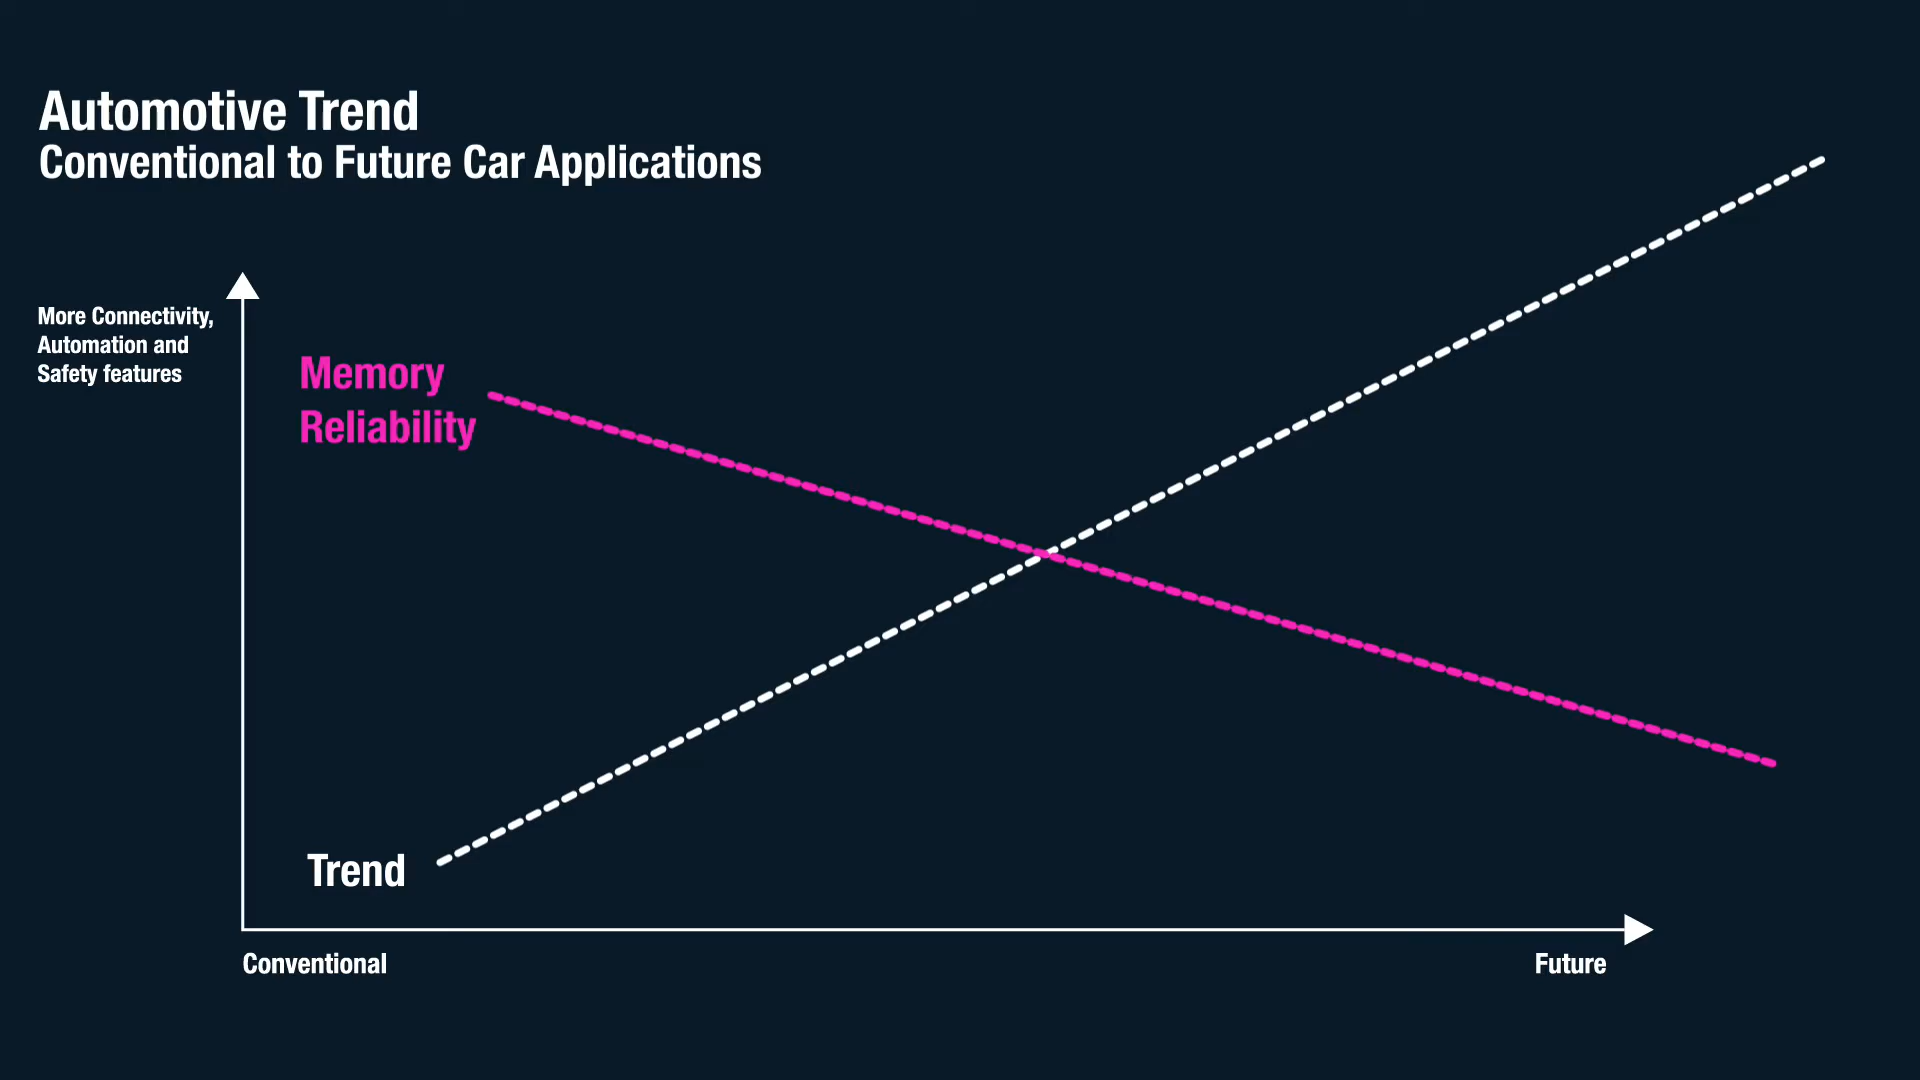 Automotive Trend
Conventional to Future Car Applications
More Connectivity,
Automation and
Safety features
Memory
Reliability
Trend
Conventional
Future